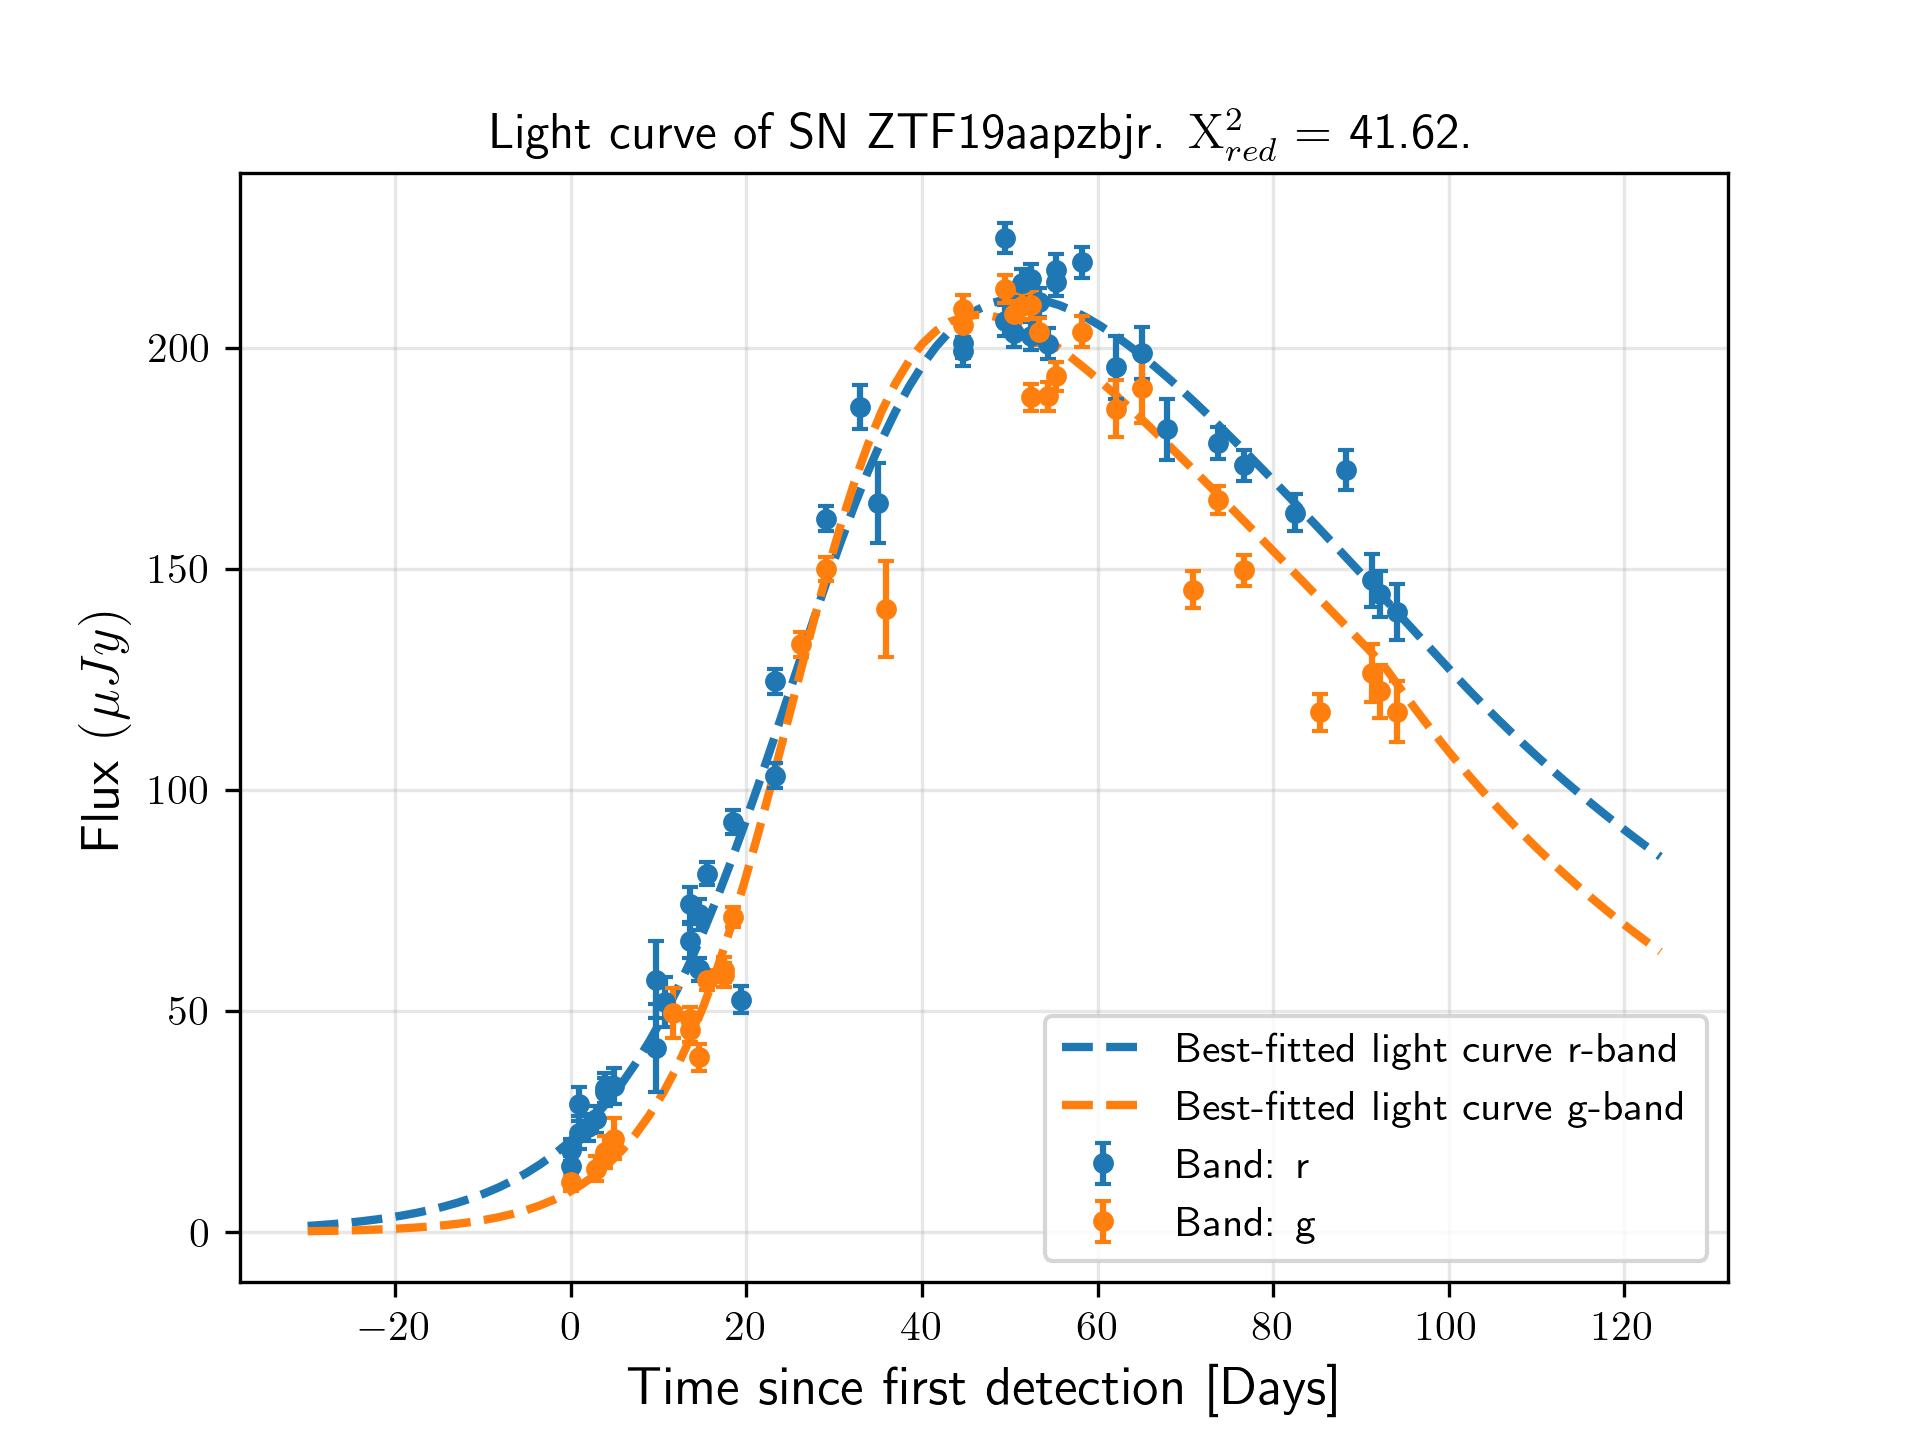 Light curve of SN ZTF19aapzbjr. X²red = 41.62.
Flux (μJy)
200
150
100
50
0
−20 0 20 40 60 80 100 120
Time since first detection [Days]
Best-fitted light curve r-band
Best-fitted light curve g-band
Band: r
Band: g